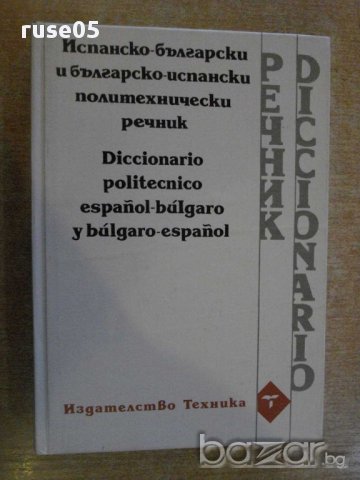 ruse05
Испанско-български
и българско-испански
политехнически
речник
Diccionario
politecnico
español-búlgaro
y búlgaro-español
РЕЧНИК
DICCIONARIO
Издателство Техника
Т
bazar.bg